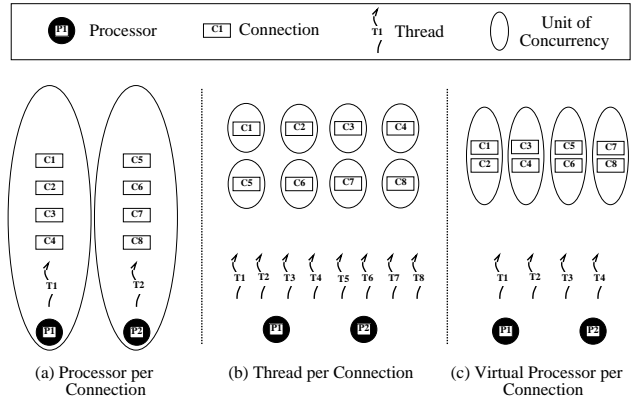 P1 Processor
C1 Connection
T1 Thread
Unit of
Concurrency
C1
C2
C3
C4
T1
P1
C5
C6
C7
C8
T2
P2
(a) Processor per
Connection
C1 C2 C3 C4
C5 C6 C7 C8
T1 T2 T3 T4 T5 T6 T7 T8
P1 P2
(b) Thread per Connection
C1 C3 C5 C7
C2 C4 C6 C8
T1 T2 T3 T4
P1 P2
(c) Virtual Processor per
Connection